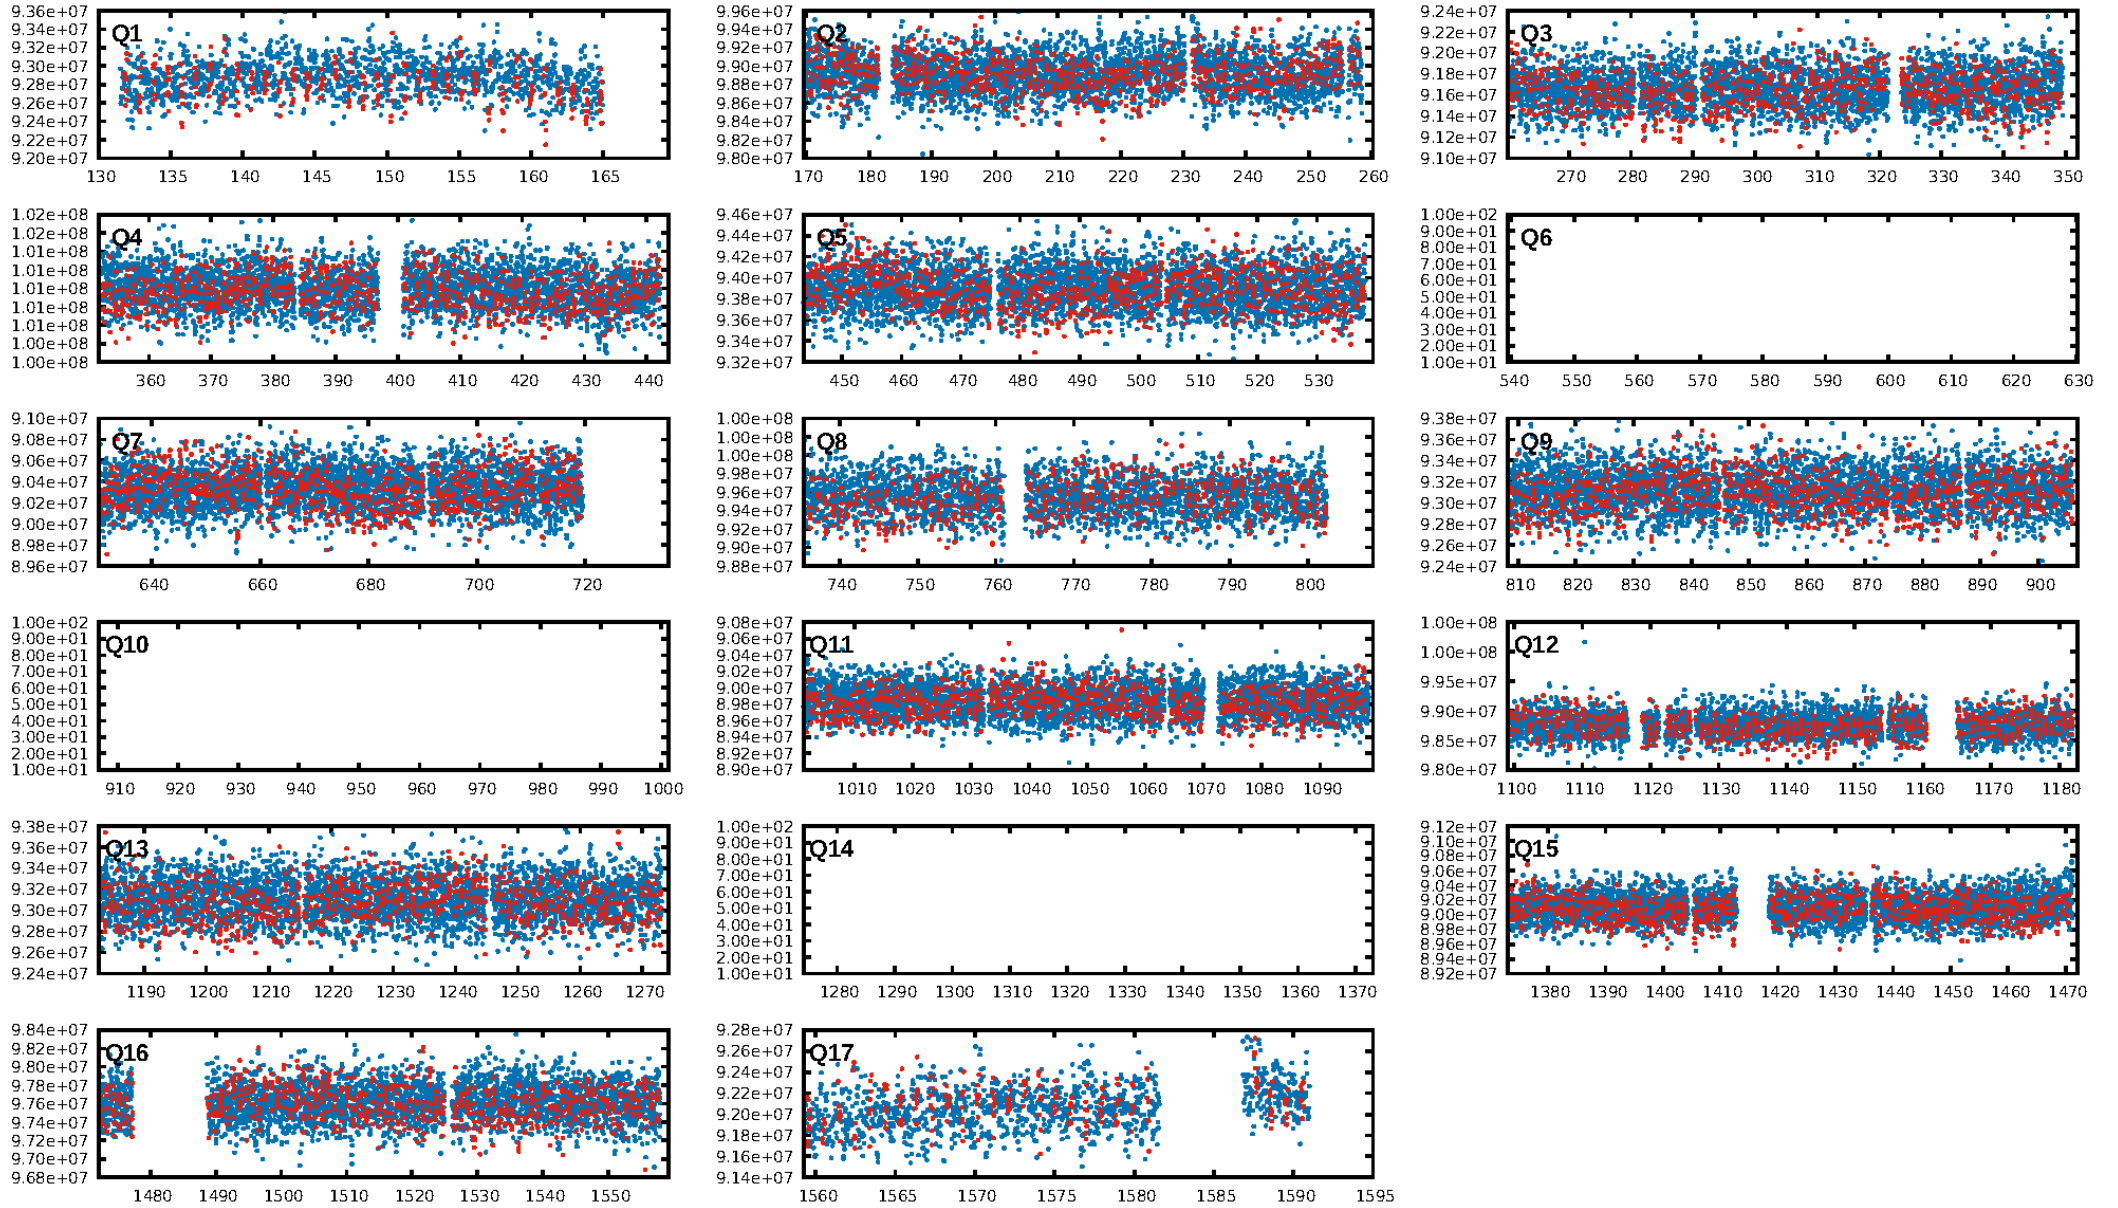 Q1
9.36e+07
9.34e+07
9.32e+07
9.30e+07
9.28e+07
9.26e+07
9.24e+07
9.22e+07
9.20e+07
130 135 140 145 150 155 160 165
Q2
9.96e+07
9.94e+07
9.92e+07
9.90e+07
9.88e+07
9.86e+07
9.84e+07
9.82e+07
9.80e+07
170 180 190 200 210 220 230 240 250 260
Q3
9.24e+07
9.22e+07
9.20e+07
9.18e+07
9.16e+07
9.14e+07
9.12e+07
9.10e+07
270 280 290 300 310 320 330 340 350
Q4
1.02e+08
1.02e+08
1.01e+08
1.01e+08
1.01e+08
1.01e+08
1.01e+08
1.00e+08
1.00e+08
360 370 380 390 400 410 420 430 440
Q5
9.46e+07
9.44e+07
9.42e+07
9.40e+07
9.38e+07
9.36e+07
9.34e+07
9.32e+07
450 460 470 480 490 500 510 520 530
Q6
1.00e+02
9.00e+01
8.00e+01
7.00e+01
6.00e+01
5.00e+01
4.00e+01
3.00e+01
2.00e+01
1.00e+01
540 550 560 570 580 590 600 610 620 630
Q7
9.10e+07
9.08e+07
9.06e+07
9.04e+07
9.02e+07
9.00e+07
8.98e+07
8.96e+07
640 660 680 700 720
Q8
1.00e+08
1.00e+08
1.00e+08
9.98e+07
9.96e+07
9.94e+07
9.92e+07
9.90e+07
9.88e+07
740 750 760 770 780 790 800
Q9
9.38e+07
9.36e+07
9.34e+07
9.32e+07
9.30e+07
9.28e+07
9.26e+07
9.24e+07
810 820 830 840 850 860 870 880 890 900
Q10
1.00e+02
9.00e+01
8.00e+01
7.00e+01
6.00e+01
5.00e+01
4.00e+01
3.00e+01
2.00e+01
1.00e+01
910 920 930 940 950 960 970 980 990 1000
Q11
9.08e+07
9.06e+07
9.04e+07
9.02e+07
9.00e+07
8.98e+07
8.96e+07
8.94e+07
8.92e+07
8.90e+07
1010 1020 1030 1040 1050 1060 1070 1080 1090
Q12
1.00e+08
1.00e+08
9.95e+07
9.90e+07
9.85e+07
9.80e+07
1100 1110 1120 1130 1140 1150 1160 1170 1180
Q13
9.38e+07
9.36e+07
9.34e+07
9.32e+07
9.30e+07
9.28e+07
9.26e+07
9.24e+07
1190 1200 1210 1220 1230 1240 1250 1260 1270
Q14
1.00e+02
9.00e+01
8.00e+01
7.00e+01
6.00e+01
5.00e+01
4.00e+01
3.00e+01
2.00e+01
1.00e+01
1280 1290 1300 1310 1320 1330 1340 1350 1360 1370
Q15
9.12e+07
9.10e+07
9.08e+07
9.06e+07
9.04e+07
9.02e+07
9.00e+07
8.98e+07
8.96e+07
8.94e+07
8.92e+07
1380 1390 1400 1410 1420 1430 1440 1450 1460 1470
Q16
9.84e+07
9.82e+07
9.80e+07
9.78e+07
9.76e+07
9.74e+07
9.72e+07
9.70e+07
9.68e+07
1480 1490 1500 1510 1520 1530 1540 1550
Q17
9.28e+07
9.26e+07
9.24e+07
9.22e+07
9.20e+07
9.18e+07
9.16e+07
9.14e+07
1560 1565 1570 1575 1580 1585 1590 1595